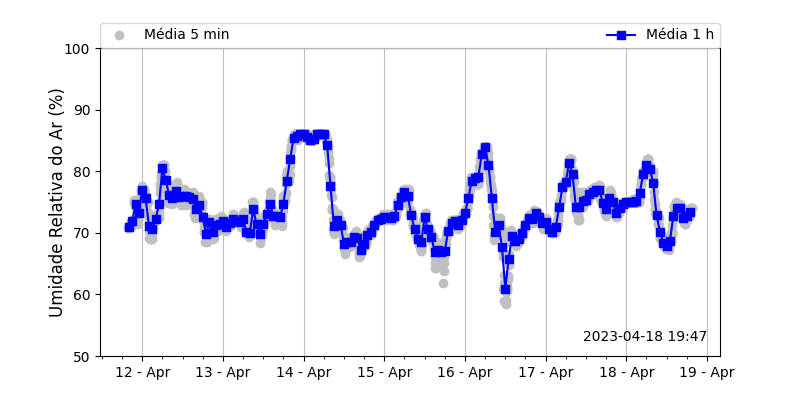 Média 5 min
Média 1 h
Umidade Relativa do Ar (%)
100
90
80
70
60
50
2023-04-18 19:47
12 - Apr
13 - Apr
14 - Apr
15 - Apr
16 - Apr
17 - Apr
18 - Apr
19 - Apr